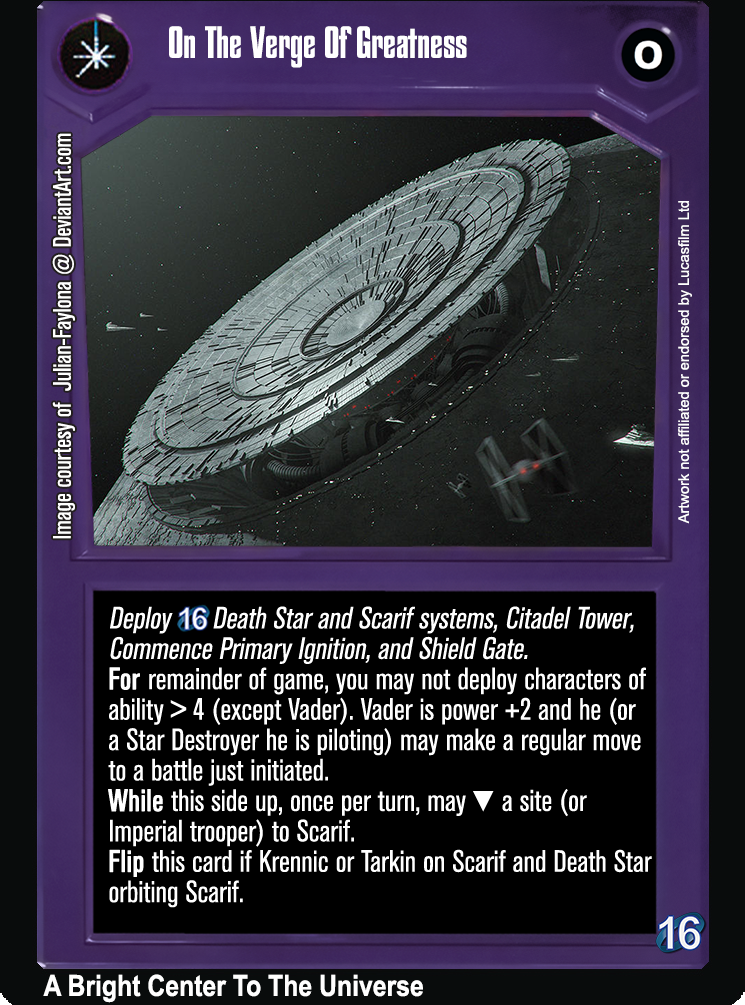 On The Verge Of Greatness
O
Image courtesy of Julian-Faylona @ DeviantArt.com
Artwork not affiliated or endorsed by Lucasfilm Ltd
Deploy 16 Death Star and Scarif systems, Citadel Tower,
Commence Primary Ignition, and Shield Gate.
For remainder of game, you may not deploy characters of
ability > 4 (except Vader). Vader is power +2 and he (or
a Star Destroyer he is piloting) may make a regular move
to a battle just initiated.
While this side up, once per turn, may ▼ a site (or
Imperial trooper) to Scarif.
Flip this card if Krennic or Tarkin on Scarif and Death Star
orbiting Scarif.
16
A Bright Center To The Universe